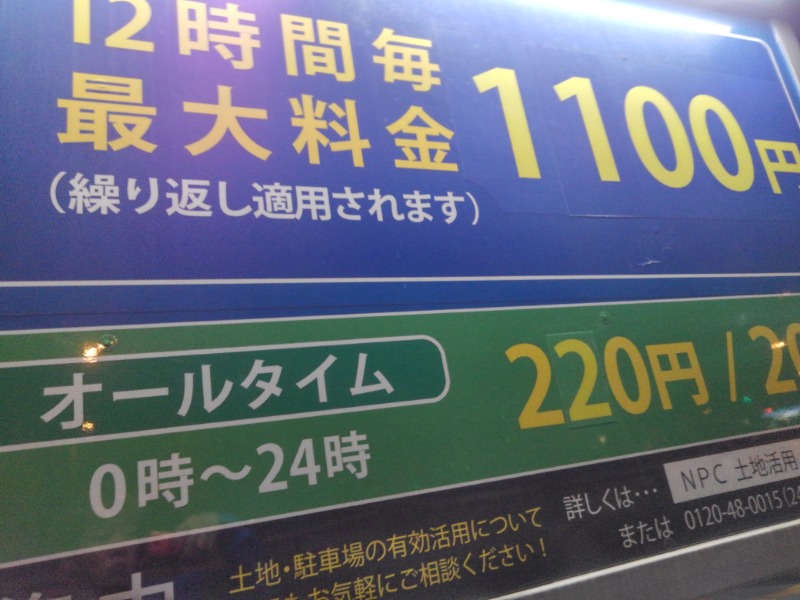 12時間毎
最大料金 1100円
(繰り返し適用されます)
オールタイム
0時～24時
220円 / 20
詳しくは… NPC 土地活用
または 0120-48-0015
土地・駐車場の有効活用について
お気軽にご相談ください!